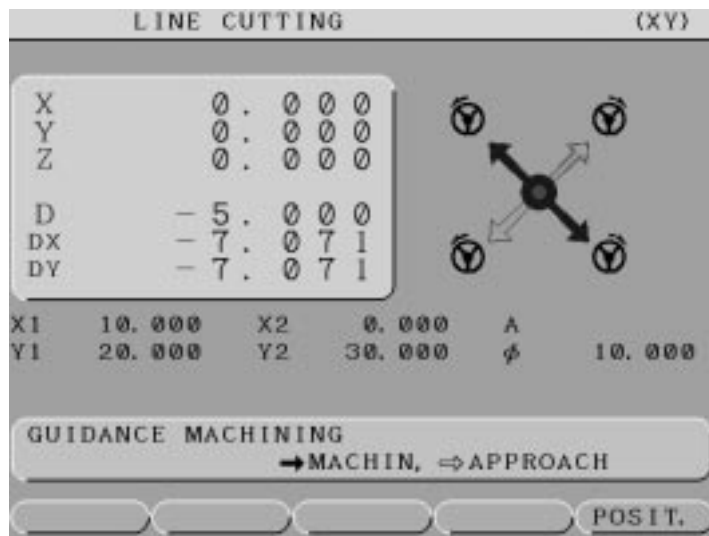 LINE CUTTING (XY)
X 0.000
Y 0.000
Z 0.000
D -5.000
DX -7.071
DY -7.071
X1 10.000 X2 0.000 A
Y1 20.000 Y2 30.000 φ 10.000
GUIDANCE MACHINING
➡MACHIN, ⇨APPROACH
POSIT.